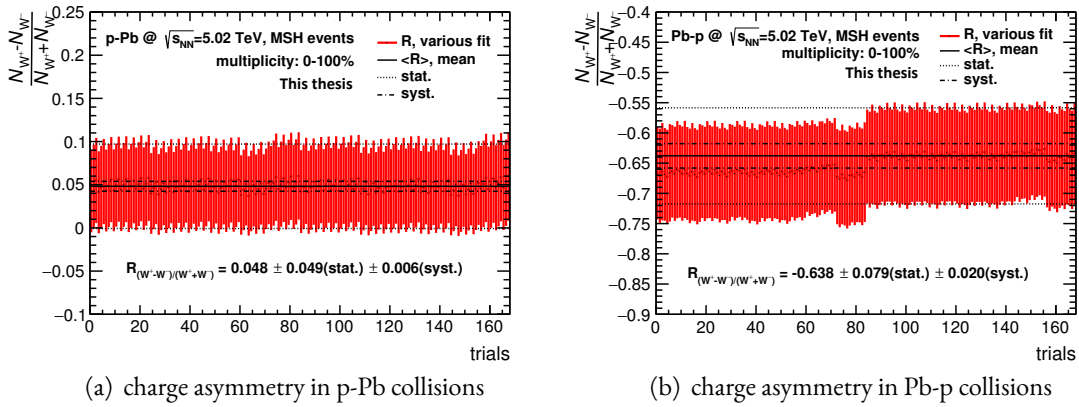 N_W+-N_W-
N_W++N_W-
0.25
0.2
0.15
0.1
0.05
0
−0.05
−0.1
p-Pb @ √s_NN=5.02 TeV, MSH events
multiplicity: 0-100%
This thesis
R, various fit
<R>, mean
stat.
syst.
R_(W+-W-)/(W++W-) = 0.048 ± 0.049(stat.) ± 0.006(syst.)
0 20 40 60 80 100 120 140 160
trials
(a) charge asymmetry in p-Pb collisions
N_W+-N_W-
N_W++N_W-
−0.4
−0.45
−0.5
−0.55
−0.6
−0.65
−0.7
−0.75
−0.8
−0.85
−0.9
Pb-p @ √s_NN=5.02 TeV, MSH events
multiplicity: 0-100%
This thesis
R, various fit
<R>, mean
stat.
syst.
R_(W+-W-)/(W++W-) = -0.638 ± 0.079(stat.) ± 0.020(syst.)
0 20 40 60 80 100 120 140 160
trials
(b) charge asymmetry in Pb-p collisions